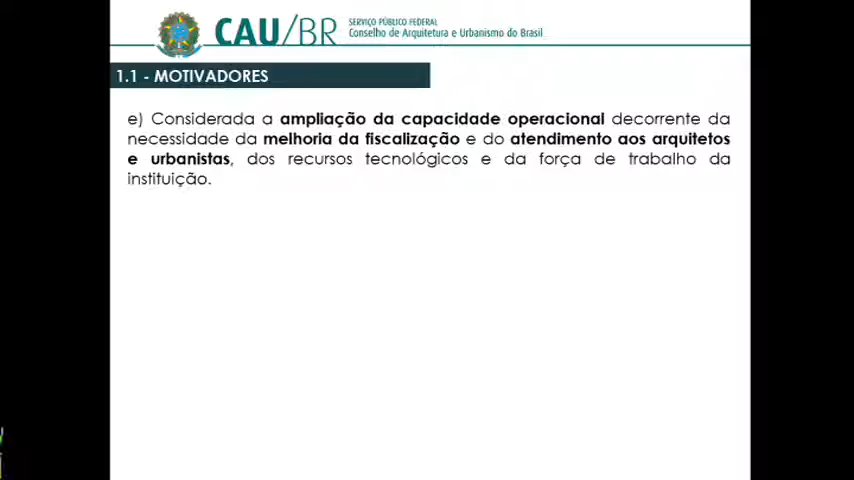 CAU/BR
SERVIÇO PÚBLICO FEDERAL
Conselho de Arquitetura e Urbanismo do Brasil
1.1 - MOTIVADORES
e) Considerada a ampliação da capacidade operacional decorrente da
necessidade da melhoria da fiscalização e do atendimento aos arquitetos
e urbanistas, dos recursos tecnológicos e da força de trabalho da
instituição.